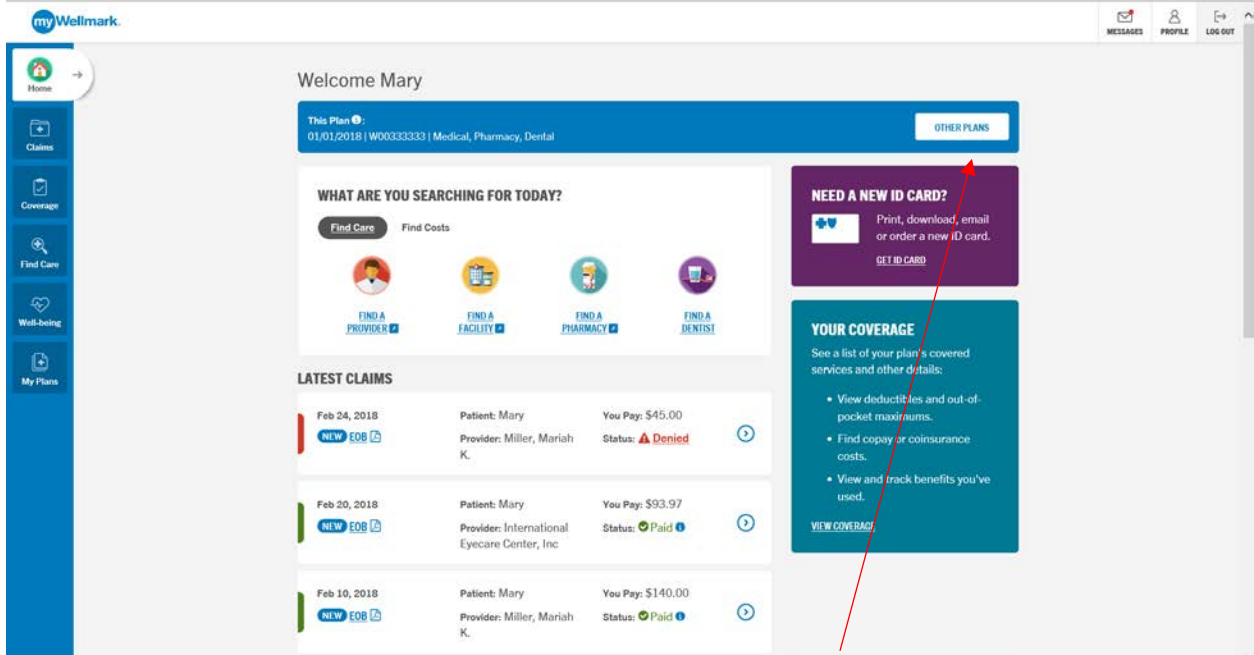 myWellmark.
MESSAGES
PROFILE
LOG OUT
Home
Claims
Coverage
Find Care
Well-being
My Plans
Welcome Mary
This Plan i:
01/01/2018 | W00333333 | Medical, Pharmacy, Dental
OTHER PLANS
WHAT ARE YOU SEARCHING FOR TODAY?
Find Care Find Costs
FIND A
PROVIDER
FIND A
FACILITY
FIND A
PHARMACY
FIND A
DENTIST
LATEST CLAIMS
Feb 24, 2018
NEW EOB
Patient: Mary
Provider: Miller, Mariah
K.
You Pay: $45.00
Status: Denied
Feb 20, 2018
NEW EOB
Patient: Mary
Provider: International
Eyecare Center, Inc
You Pay: $93.97
Status: Paid i
Feb 10, 2018
NEW EOB
Patient: Mary
Provider: Miller, Mariah
K.
You Pay: $140.00
Status: Paid i
NEED A NEW ID CARD?
Print, download, email
or order a new ID card.
GET ID CARD
YOUR COVERAGE
See a list of your plan's covered
services and other details:
• View deductibles and out-of-
pocket maximums.
• Find copay or coinsurance
costs.
• View and track benefits you've
used.
VIEW COVERAGE